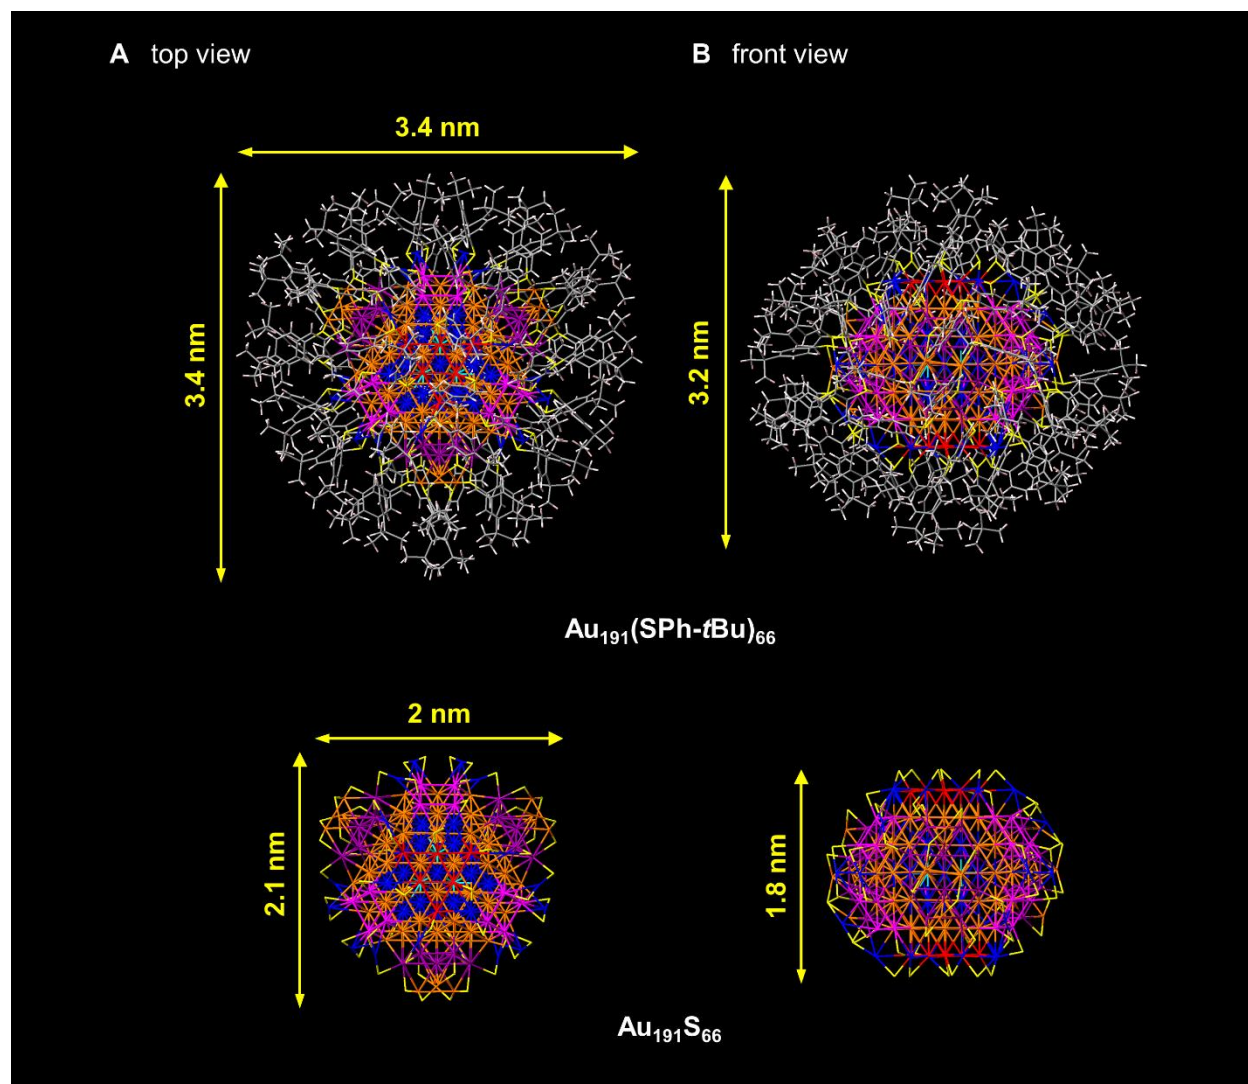 A top view
B front view
3.4 nm
3.4 nm
3.2 nm
Au191(SPh-tBu)66
2 nm
2.1 nm
1.8 nm
Au191S66